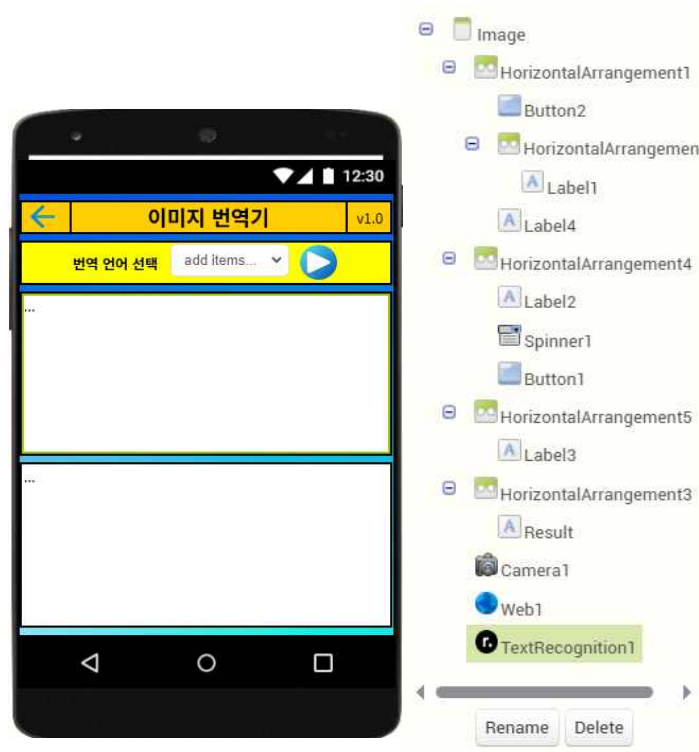 12:30
이미지 번역기
v1.0
번역 언어 선택
add items...
...
...
Image
HorizontalArrangement1
Button2
HorizontalArrangemen
Label1
Label4
HorizontalArrangement4
Label2
Spinner1
Button1
HorizontalArrangement5
Label3
HorizontalArrangement3
Result
Camera1
Web1
TextRecognition1
Rename
Delete